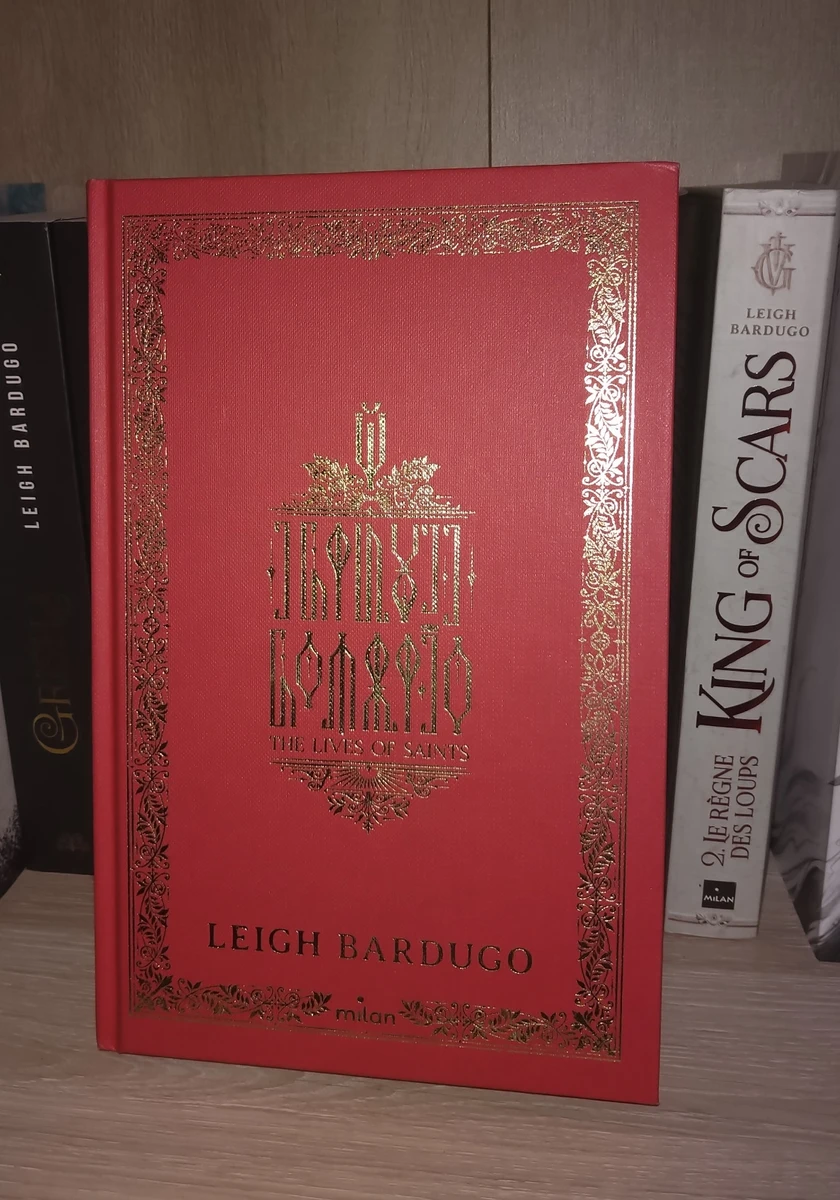 THE LIVES OF SAINTS
LEIGH BARDUGO
milan
LEIGH BARDUGO
LEIGH
BARDUGO
KING OF SCARS
2. LE RÈGNE
DES LOUPS
MiLAN